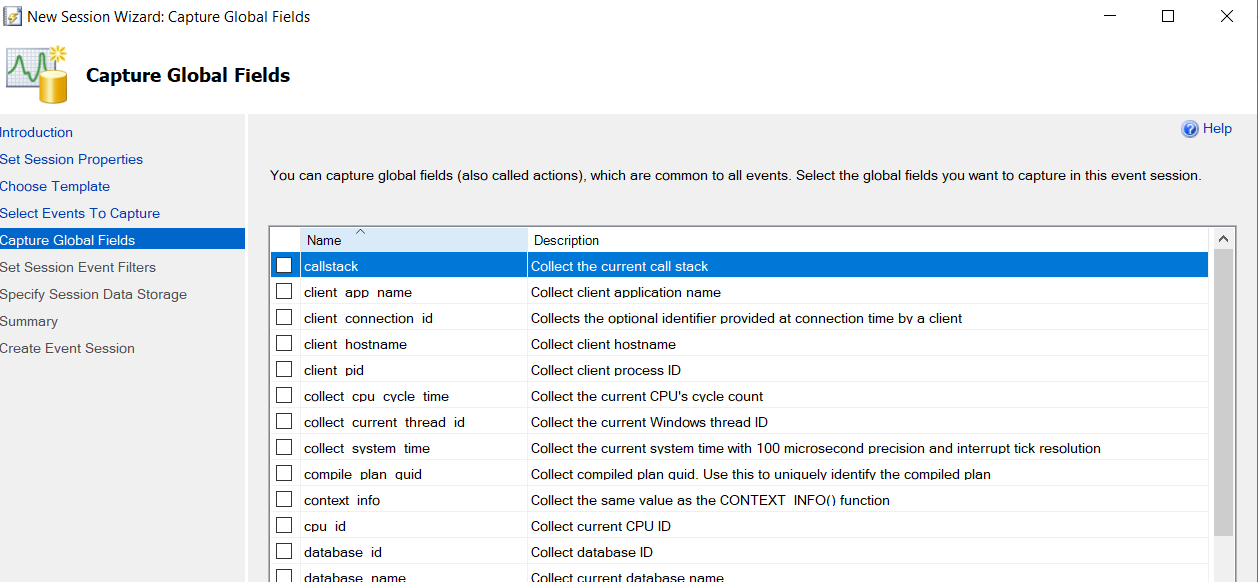 New Session Wizard: Capture Global Fields
Capture Global Fields
Introduction
Set Session Properties
Choose Template
Select Events To Capture
Capture Global Fields
Set Session Event Filters
Specify Session Data Storage
Summary
Create Event Session
Help
You can capture global fields (also called actions), which are common to all events. Select the global fields you want to capture in this event session.
Name Description
callstack Collect the current call stack
client_app_name Collect client application name
client_connection_id Collects the optional identifier provided at connection time by a client
client_hostname Collect client hostname
client_pid Collect client process ID
collect_cpu_cycle_time Collect the current CPU's cycle count
collect_current_thread_id Collect the current Windows thread ID
collect_system_time Collect the current system time with 100 microsecond precision and interrupt tick resolution
compile_plan_guid Collect compiled plan guid. Use this to uniquely identify the compiled plan
context_info Collect the same value as the CONTEXT_INFO() function
cpu_id Collect current CPU ID
database_id Collect database ID
database_name Collect current database name